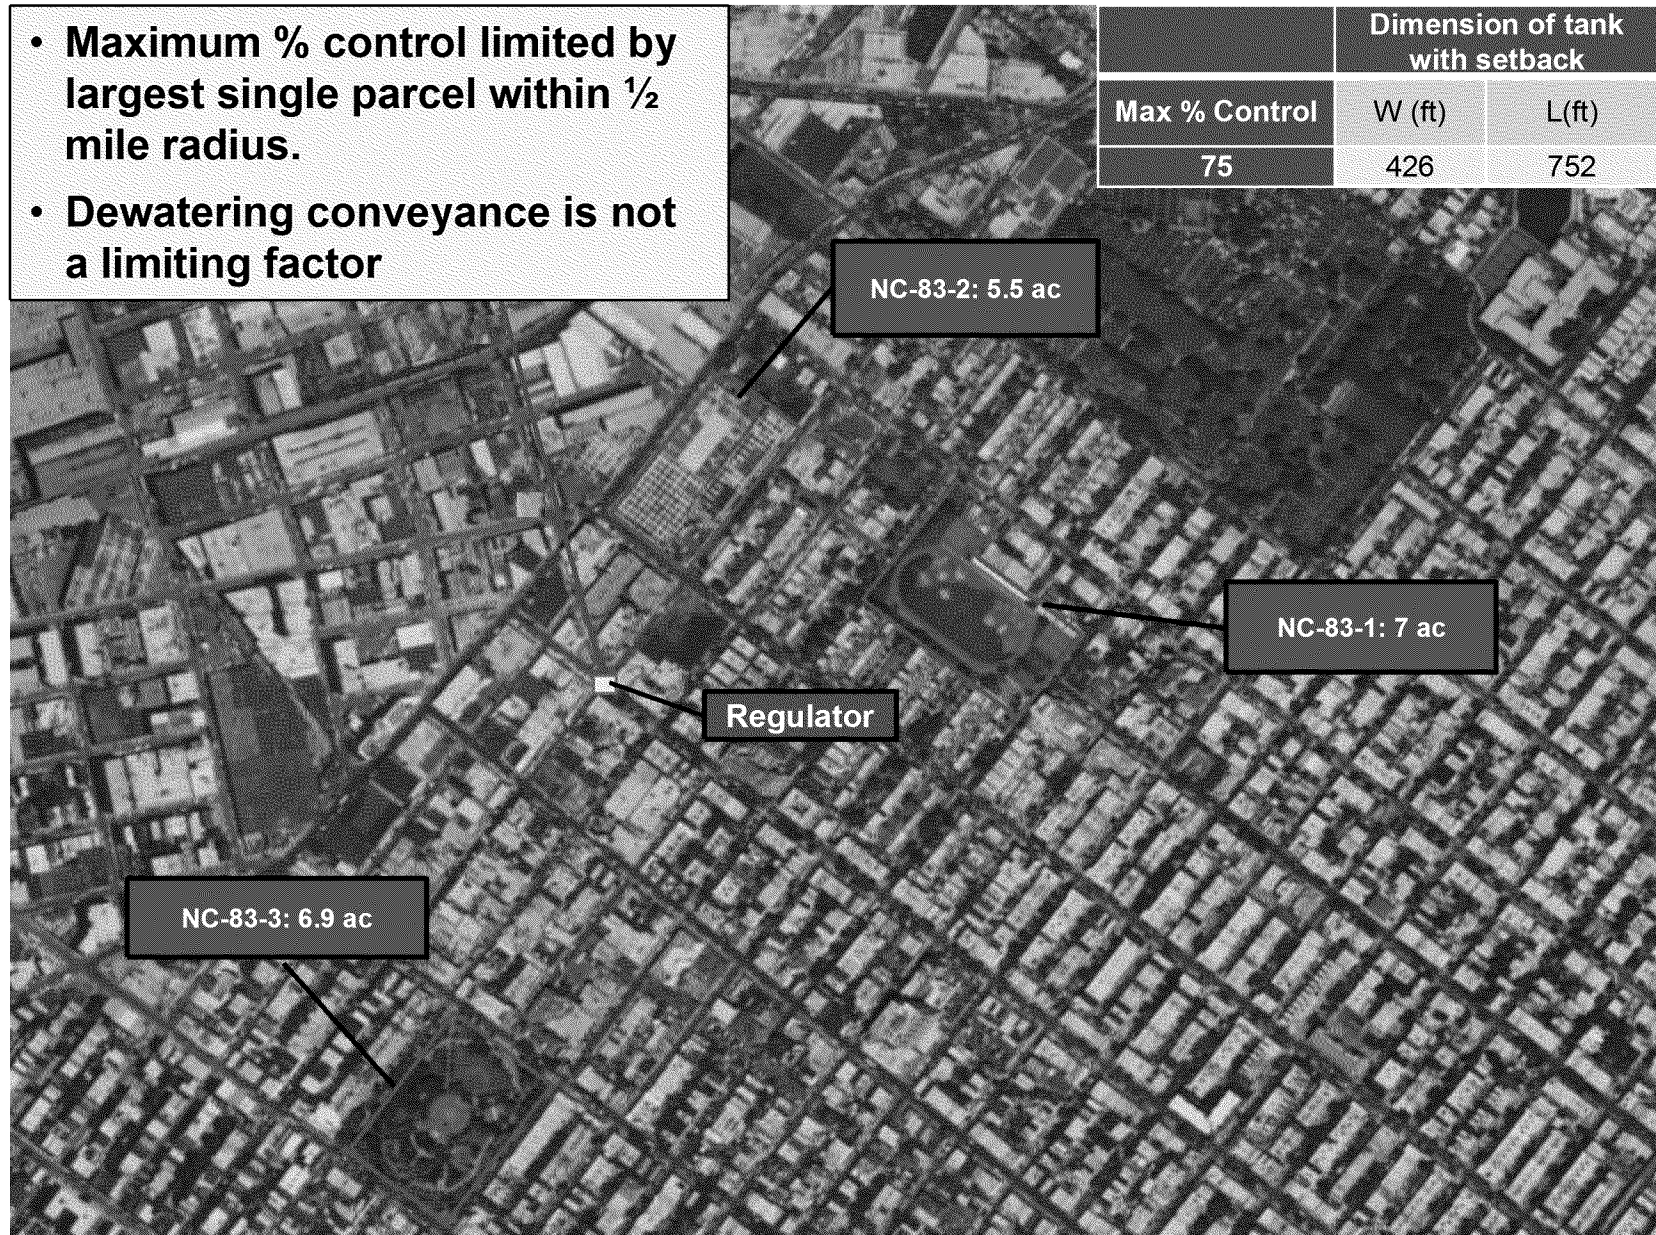 • Maximum % control limited by
largest single parcel within ½
mile radius.
• Dewatering conveyance is not
a limiting factor
Dimension of tank
with setback
Max % Control W (ft) L(ft)
75 426 752
NC-83-2: 5.5 ac
NC-83-1: 7 ac
Regulator
NC-83-3: 6.9 ac